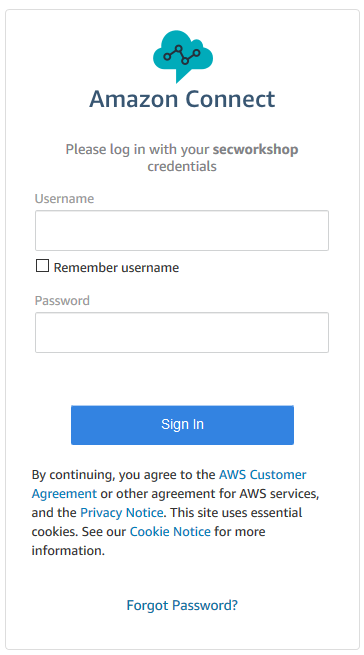 Amazon Connect
Please log in with your secworkshop
credentials
Username
Remember username
Password
Sign In
By continuing, you agree to the AWS Customer
Agreement or other agreement for AWS services,
and the Privacy Notice. This site uses essential
cookies. See our Cookie Notice for more
information.
Forgot Password?